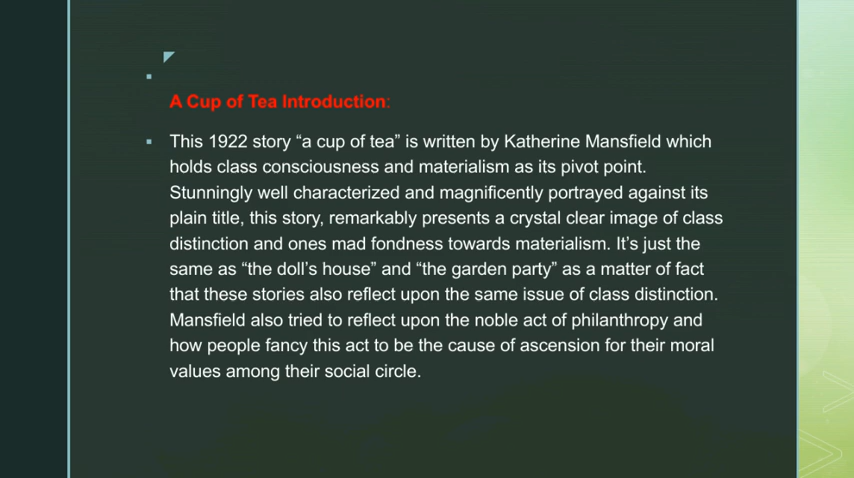 A Cup of Tea Introduction:
This 1922 story “a cup of tea” is written by Katherine Mansfield which
holds class consciousness and materialism as its pivot point.
Stunningly well characterized and magnificently portrayed against its
plain title, this story, remarkably presents a crystal clear image of class
distinction and ones mad fondness towards materialism. It’s just the
same as “the doll’s house” and “the garden party” as a matter of fact
that these stories also reflect upon the same issue of class distinction.
Mansfield also tried to reflect upon the noble act of philanthropy and
how people fancy this act to be the cause of ascension for their moral
values among their social circle.